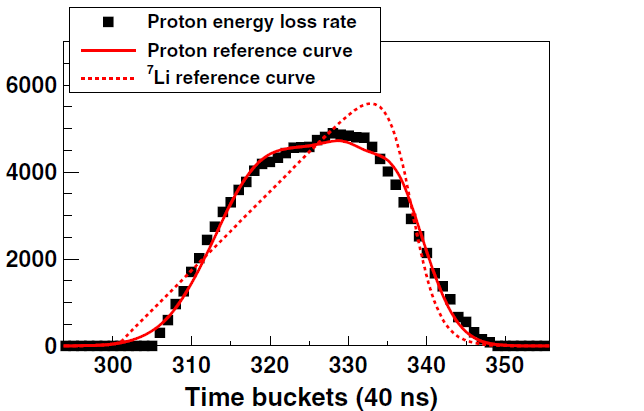 Proton energy loss rate
Proton reference curve
⁷Li reference curve
6000
4000
2000
0
300 310 320 330 340 350
Time buckets (40 ns)